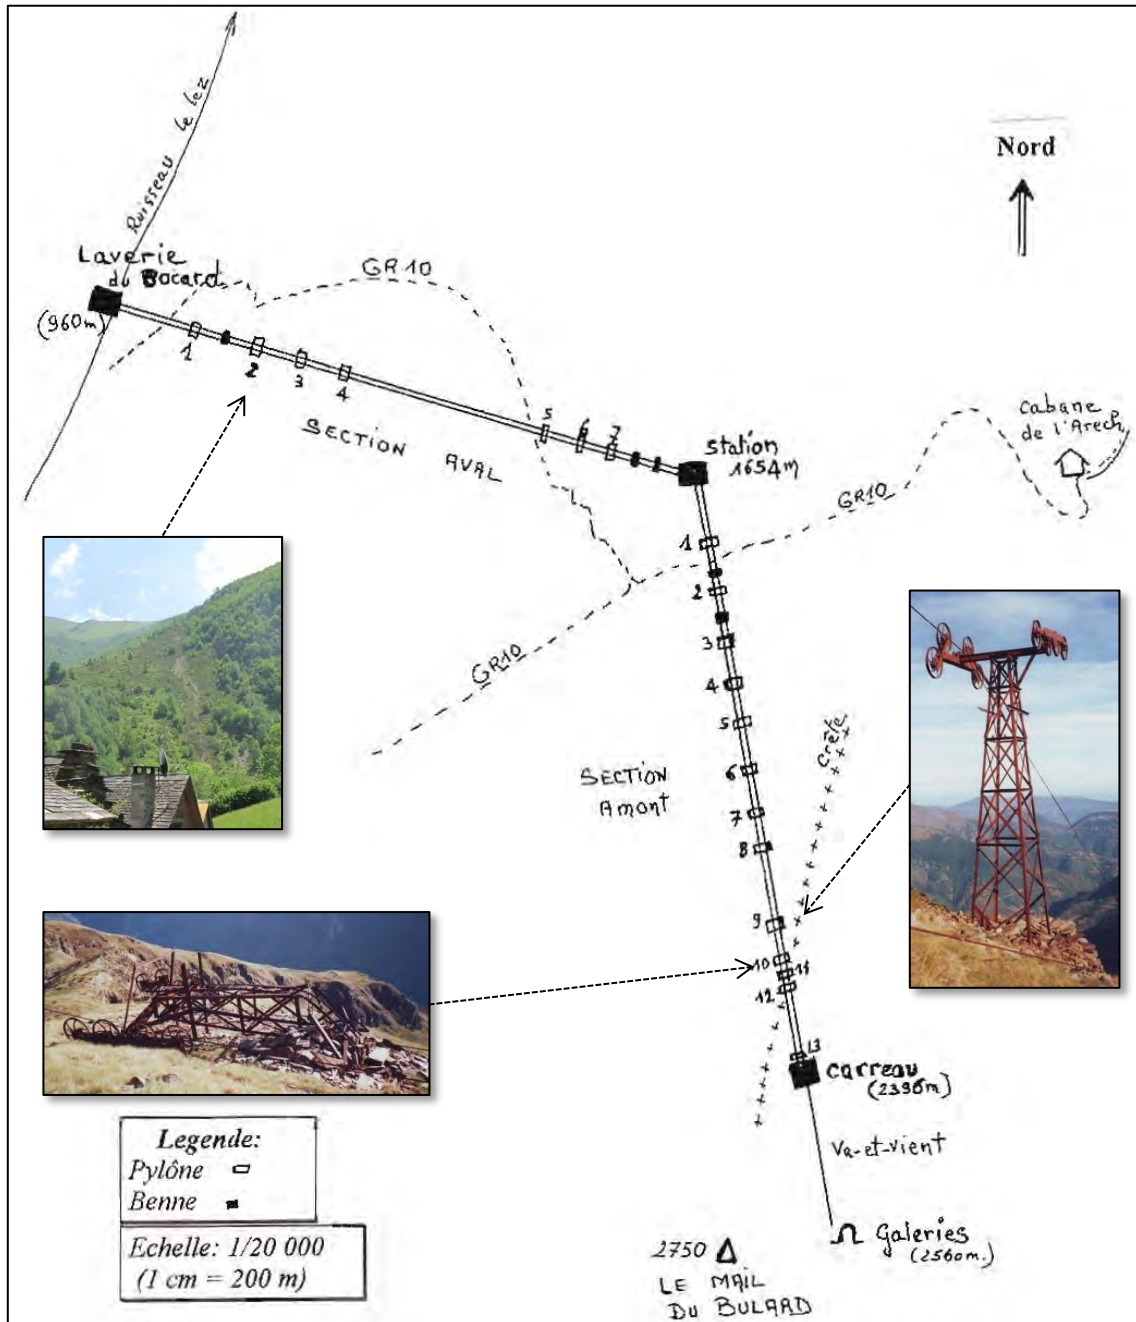 Ruisseau le Lez
Nord
Laverie
du Bocard
(960m)
GR10
1
2
3
4
5
6
7
SECTION AVAL
Station
1654m
Cabane
de l'Arech
GR10
GR10
1
2
3
4
5
6
7
8
9
10
11
12
13
Crête
SECTION
Amont
Carreau
(2396m)
Va-et-vient
Galeries
(2560m.)
2750
LE MAIL
DU BULARD
Legende:
Pylône
Benne
Echelle: 1/20 000
(1 cm = 200 m)